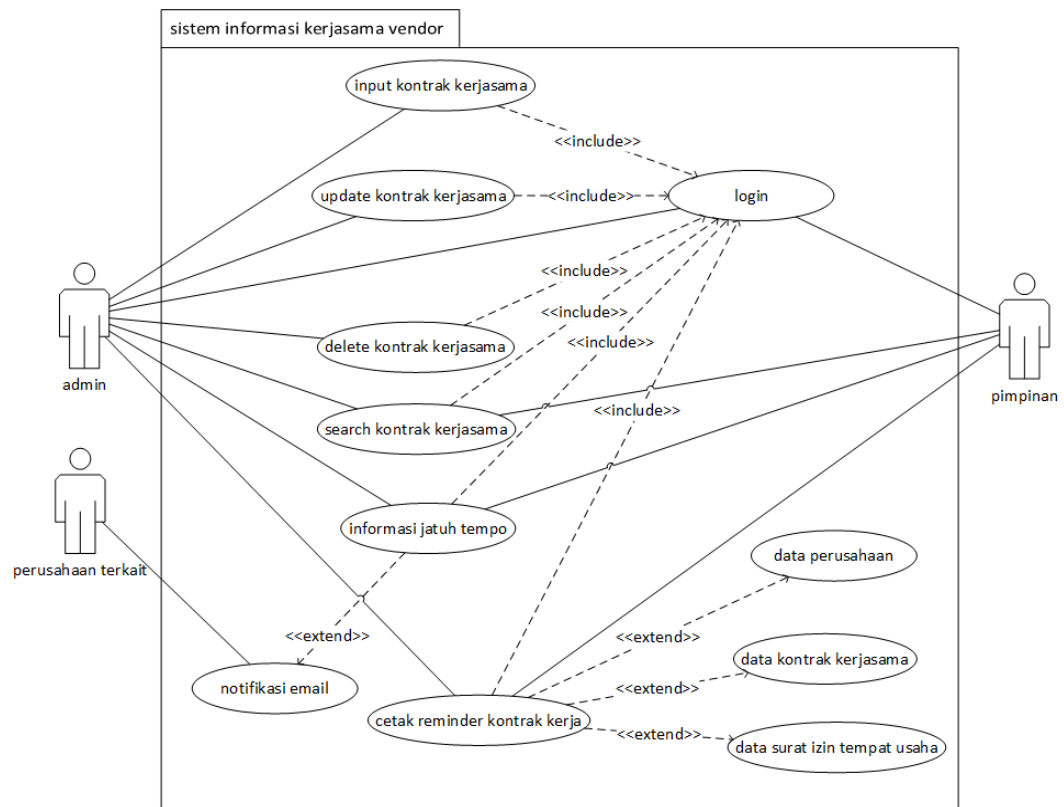 sistem informasi kerjasama vendor
input kontrak kerjasama
<<include>>
update kontrak kerjasama
<<include>>
login
<<include>>
<<include>>
delete kontrak kerjasama
<<include>>
admin
pimpinan
<<include>>
search kontrak kerjasama
informasi jatuh tempo
data perusahaan
perusahaan terkait
<<extend>>
<<extend>>
data kontrak kerjasama
notifikasi email
<<extend>>
cetak reminder kontrak kerja
<<extend>>
data surat izin tempat usaha